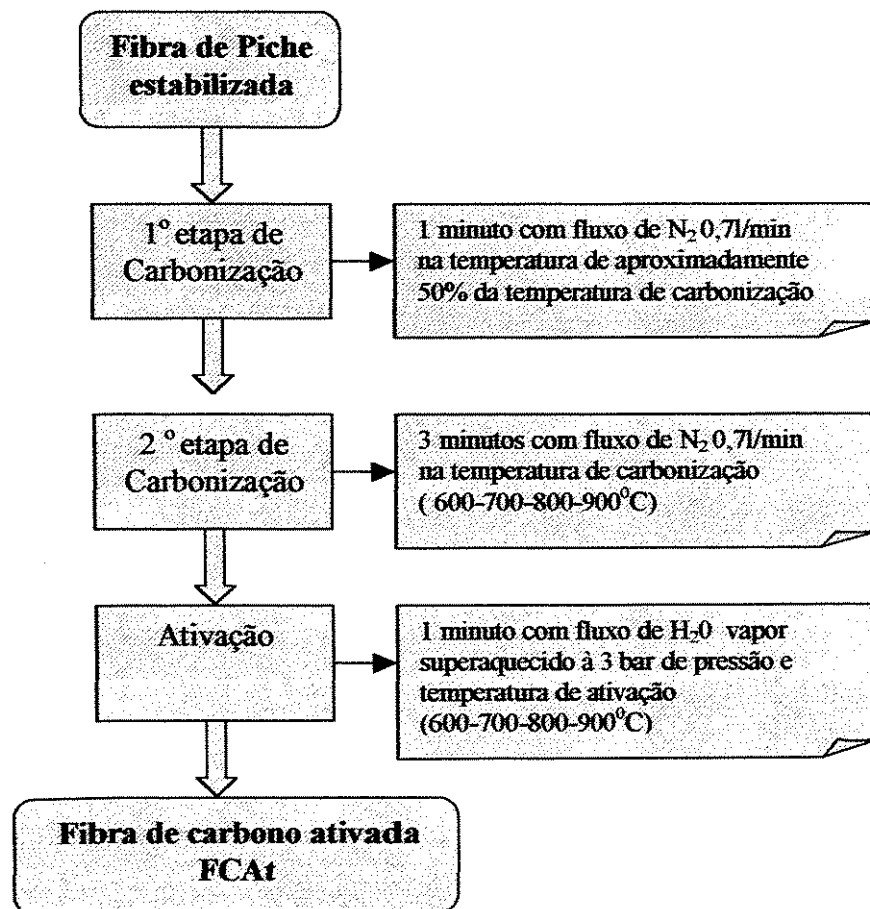 Fibra de Piche
estabilizada
1º etapa de
Carbonização
1 minuto com fluxo de N₂ 0,7l/min
na temperatura de aproximadamente
50% da temperatura de carbonização
2 º etapa de
Carbonização
3 minutos com fluxo de N₂ 0,7l/min
na temperatura de carbonização
( 600-700-800-900⁰C)
Ativação
1 minuto com fluxo de H₂0 vapor
superaquecido à 3 bar de pressão e
temperatura de ativação
(600-700-800-900⁰C)
Fibra de carbono ativada
FCAt